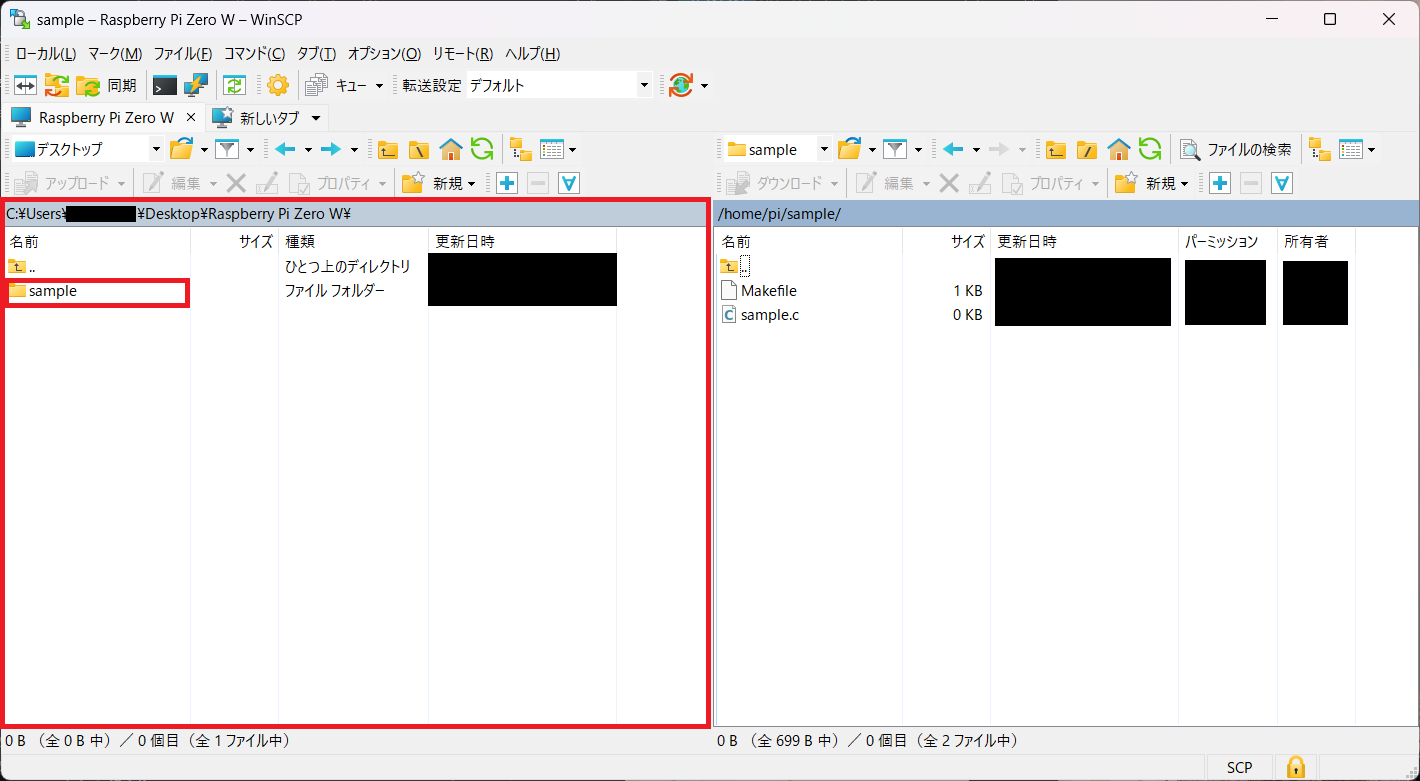 sample – Raspberry Pi Zero W – WinSCP
ローカル(L) マーク(M) ファイル(F) コマンド(C) タブ(T) オプション(O) リモート(R) ヘルプ(H)
同期 キュー 転送設定 デフォルト
Raspberry Pi Zero W × 新しいタブ
デスクトップ
アップロード 編集 プロパティ 新規
C:¥Users¥ ¥Desktop¥Raspberry Pi Zero W¥
名前 サイズ 種類 更新日時
.. ひとつ上のディレクトリ
sample ファイル フォルダー
0 B （全 0 B 中）／ 0 個目（全 1 ファイル中）
sample ファイルの検索
ダウンロード 編集 プロパティ 新規
/home/pi/sample/
名前 サイズ 更新日時 パーミッション 所有者
..
Makefile 1 KB
sample.c 0 KB
0 B （全 699 B 中）／ 0 個目（全 2 ファイル中）
SCP